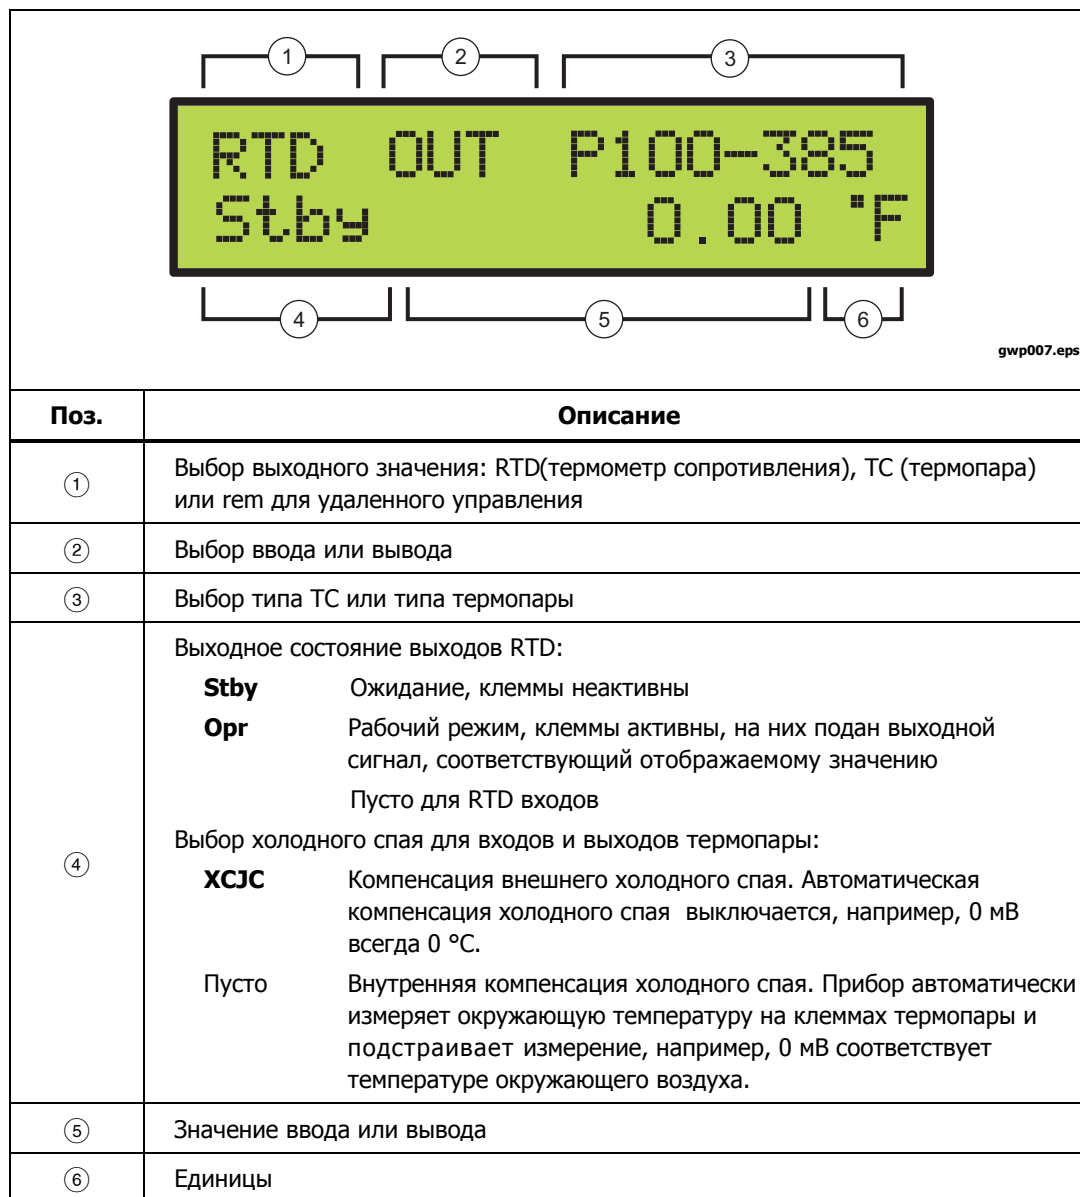 ① ② ③
RTD OUT P100-385
Stby 0.00 °F
④ ⑤ ⑥
gwp007.eps
Поз. Описание
① Выбор выходного значения: RTD(термометр сопротивления), TC (термопара)
или rem для удаленного управления
② Выбор ввода или вывода
③ Выбор типа ТС или типа термопары
④
Выходное состояние выходов RTD:
Stby Ожидание, клеммы неактивны
Opr Рабочий режим, клеммы активны, на них подан выходной
сигнал, соответствующий отображаемому значению
Пусто для RTD входов
Выбор холодного спая для входов и выходов термопары:
XCJC Компенсация внешнего холодного спая. Автоматическая
компенсация холодного спая выключается, например, 0 мВ
всегда 0 °C.
Пусто Внутренняя компенсация холодного спая. Прибор автоматически
измеряет окружающую температуру на клеммах термопары и
подстраивает измерение, например, 0 мВ соответствует
температуре окружающего воздуха.
⑤ Значение ввода или вывода
⑥ Единицы